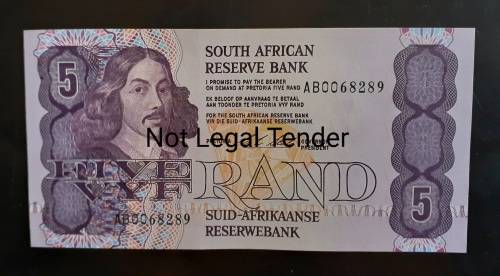 SOUTH AFRICAN
RESERVE BANK
5
I PROMISE TO PAY THE BEARER
ON DEMAND AT PRETORIA FIVE RAND
AB0068289
EK BELOOF OP AANVRAAG TE BETAAL
AAN TOONDER TE PRETORIA VYF RAND
FOR THE SOUTH AFRICAN RESERVE BANK
VIR DIE SUID-AFRIKAANSE RESERWEBANK
Not Legal Tender
PRESIDENT
FIVE
VYF
RAND
5
AB0068289
SUID-AFRIKAANSE
RESERWEBANK